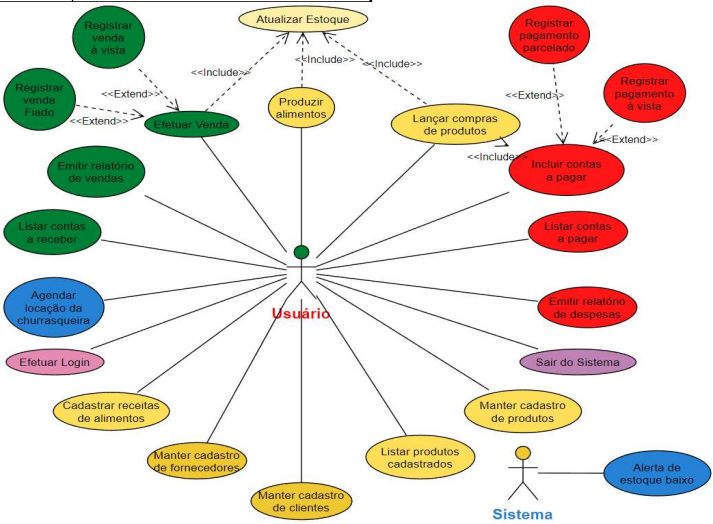 Atualizar Estoque
Registrar
venda
à vista
Registrar
pagamento
parcelado
Registrar
venda
Fiado
<<Include>>
<<Include>>
<<Include>>
Registrar
pagamento
à vista
<<Extend>>
<<Extend>>
<<Extend>>
<<Extend>>
Efetuar Venda
Produzir
alimentos
Lançar compras
de produtos
<<Include>>
Incluir contas
a pagar
Emitir relatório
de vendas
Listar contas
a receber
Listar contas
a pagar
Agendar
locação da
churrasqueira
Usuário
Emitir relatório
de despesas
Efetuar Login
Sair do Sistema
Cadastrar receitas
de alimentos
Manter cadastro
de produtos
Manter cadastro
de fornecedores
Listar produtos
cadastrados
Manter cadastro
de clientes
Sistema
Alerta de
estoque baixo